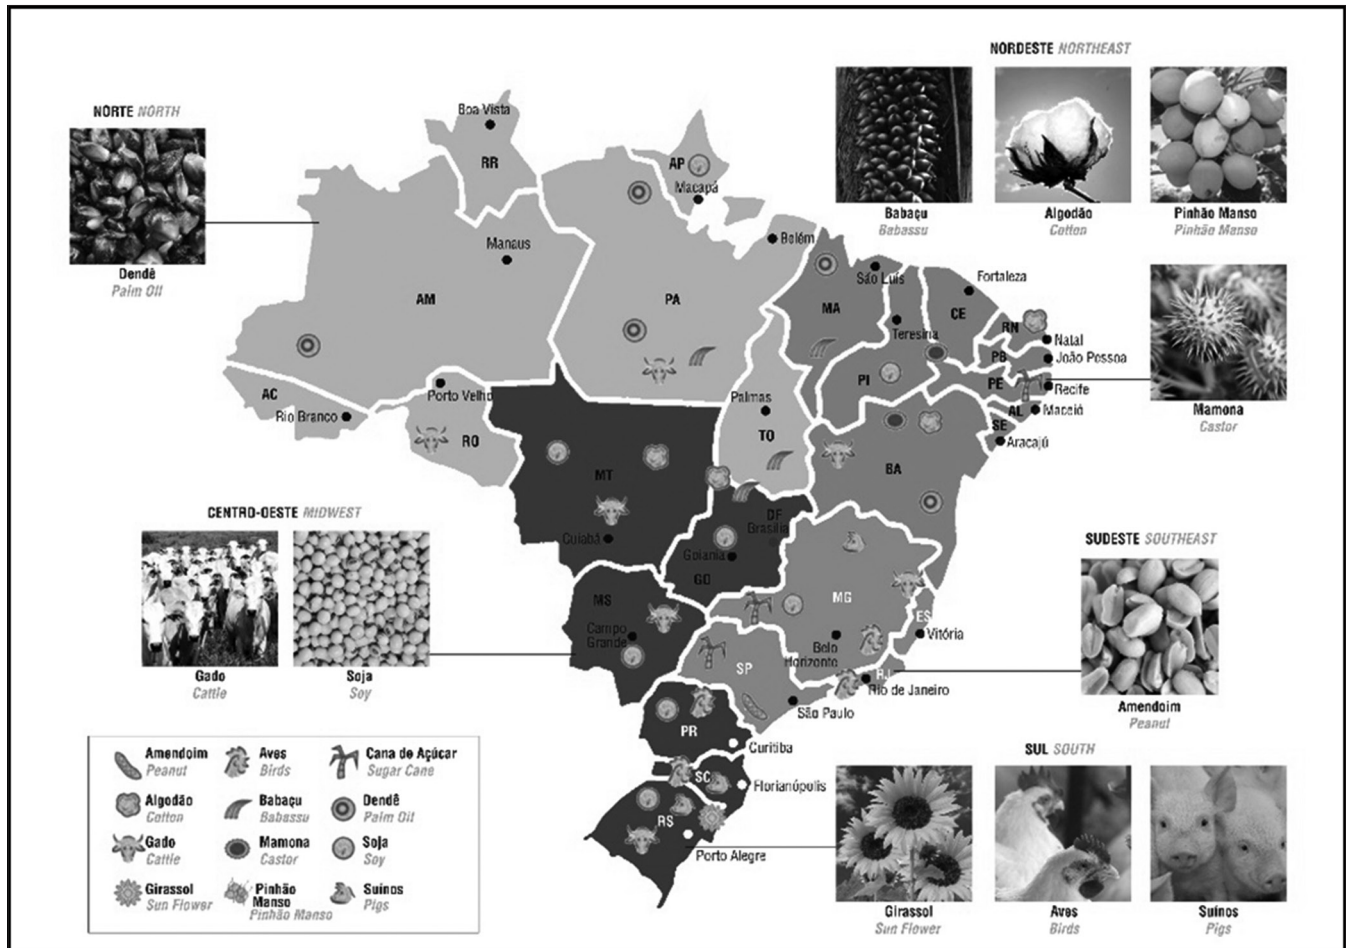 NORDESTE NORTHEAST
NORTE NORTH
Dendê
Palm Oil
Babaçu
Babassu
Algodão
Cotton
Pinhão Manso
Pinhão Manso
Boa Vista
RR
AP
Macapá
Belém
Manaus
AM
PA
MA
São Luís
Fortaleza
CE
Teresina
RN
Natal
PB
João Pessoa
PI
PE
Recife
AL
Maceió
SE
Aracajú
Mamona
Castor
AC
Rio Branco
Porto Velho
RO
Palmas
TO
BA
MT
Cuiabá
DF
Brasília
Goiania
GO
CENTRO-OESTE MIDWEST
Gado
Cattle
Soja
Soy
MS
Campo
Grande
MG
Belo
Horizonte
ES
Vitória
SUDESTE SOUTHEAST
Amendoim
Peanut
SP
São Paulo
RJ
Rio de Janeiro
PR
Curitiba
SC
Florianópolis
RS
Porto Alegre
SUL SOUTH
Girassol
Sun Flower
Aves
Birds
Suínos
Pigs
Amendoim
Peanut
Aves
Birds
Cana de Açúcar
Sugar Cane
Algodão
Cotton
Babaçu
Babassu
Dendê
Palm Oil
Gado
Cattle
Mamona
Castor
Soja
Soy
Girassol
Sun Flower
Pinhão
Manso
Pinhão Manso
Suínos
Pigs